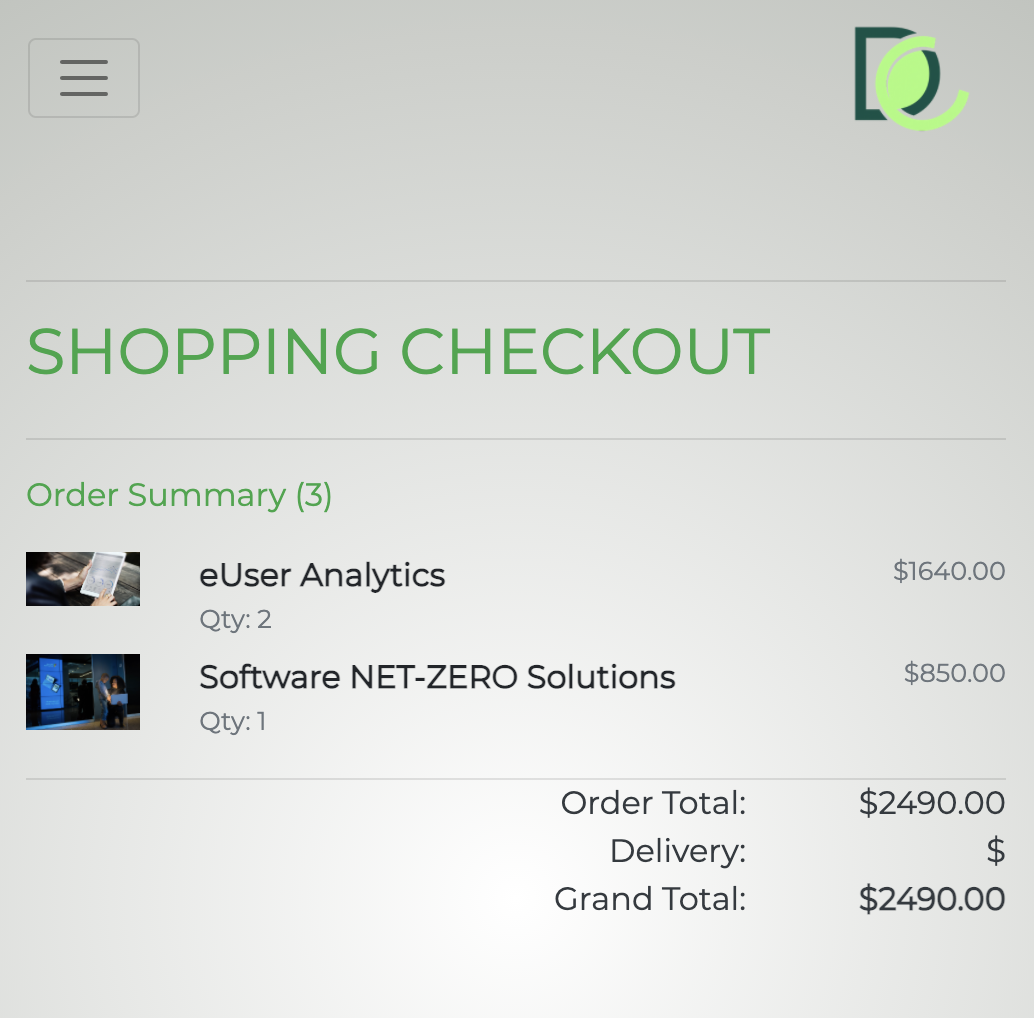 SHOPPING CHECKOUT
Order Summary (3)
eUser Analytics $1640.00
Qty: 2
Software NET-ZERO Solutions $850.00
Qty: 1
Order Total: $2490.00
Delivery: $
Grand Total: $2490.00